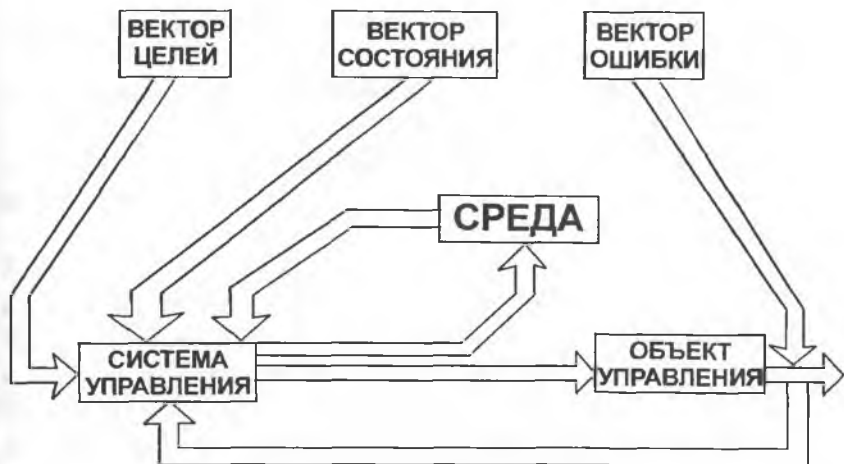 ВЕКТОР
ЦЕЛЕЙ
ВЕКТОР
СОСТОЯНИЯ
ВЕКТОР
ОШИБКИ
СРЕДА
СИСТЕМА
УПРАВЛЕНИЯ
ОБЪЕКТ
УПРАВЛЕНИЯ